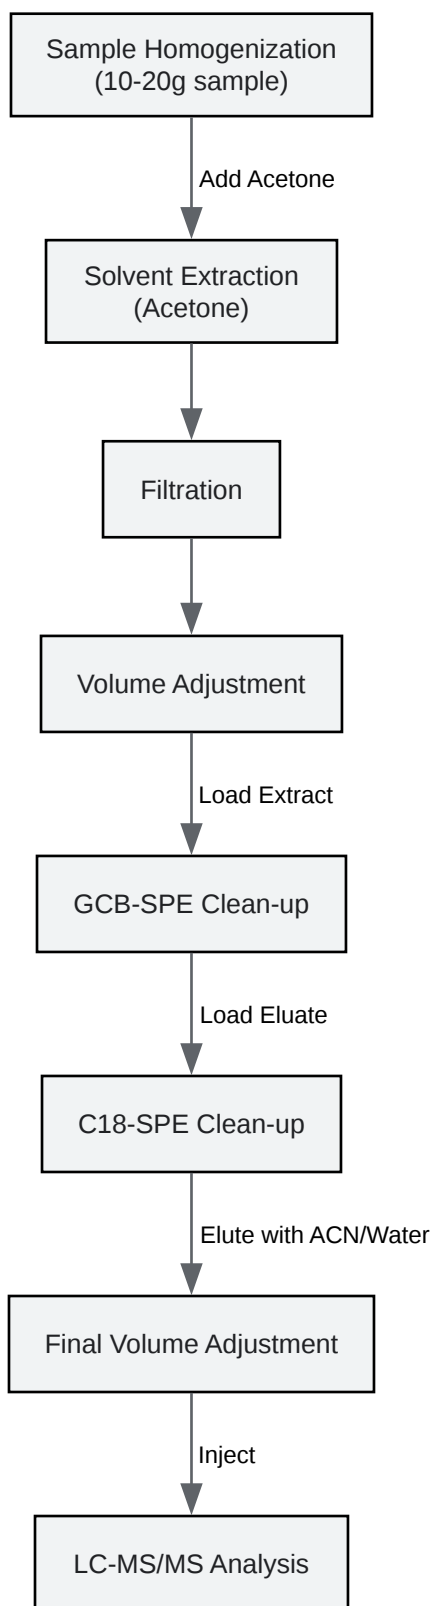 Sample Homogenization
(10-20g sample)
Add Acetone
Solvent Extraction
(Acetone)
Filtration
Volume Adjustment
Load Extract
GCB-SPE Clean-up
Load Eluate
C18-SPE Clean-up
Elute with ACN/Water
Final Volume Adjustment
Inject
LC-MS/MS Analysis